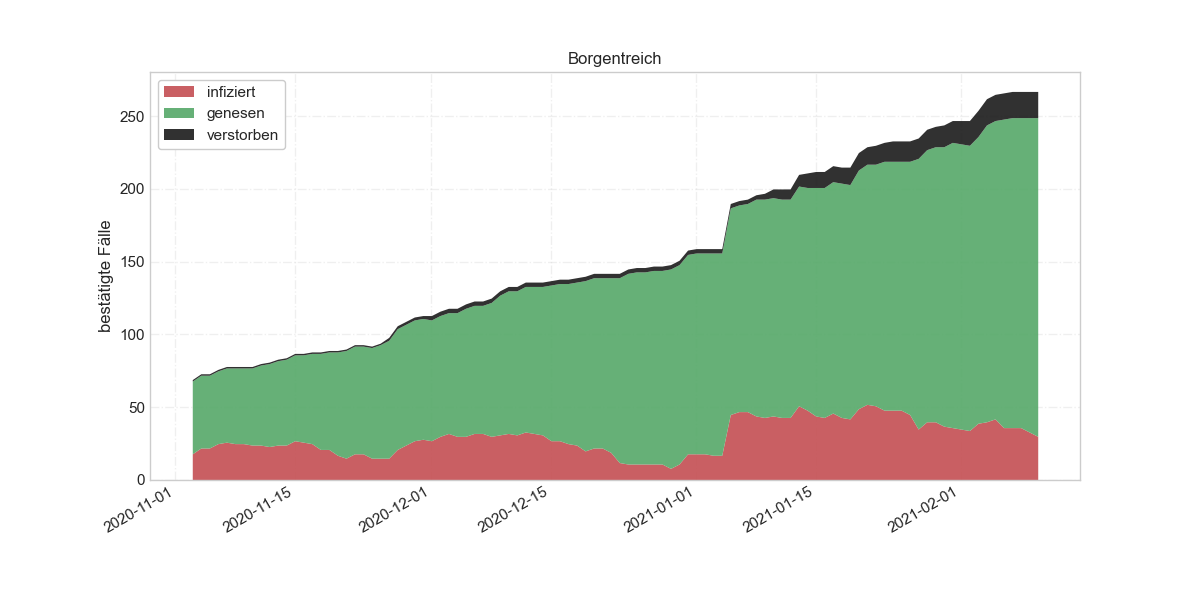 Borgentreich
infiziert
genesen
verstorben
bestätigte Fälle
250
200
150
100
50
0
2020-11-01
2020-11-15
2020-12-01
2020-12-15
2021-01-01
2021-01-15
2021-02-01